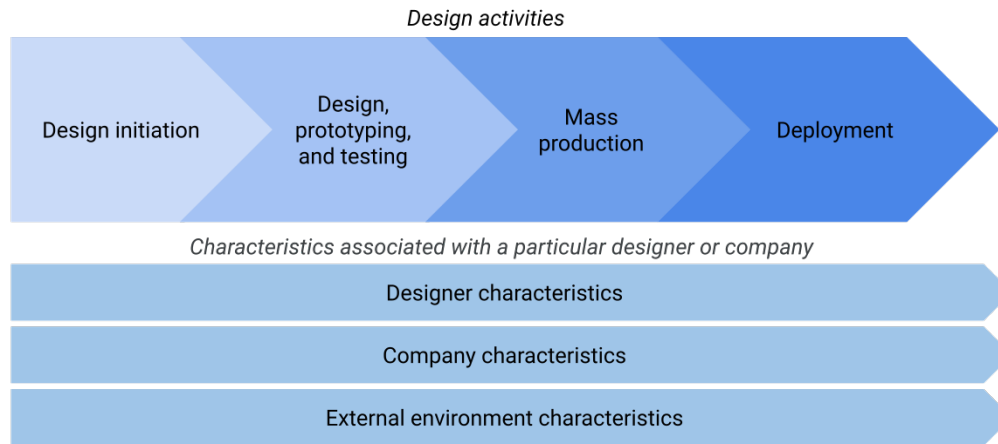 Design activities
Design initiation
Design,
prototyping,
and testing
Mass
production
Deployment
Characteristics associated with a particular designer or company
Designer characteristics
Company characteristics
External environment characteristics